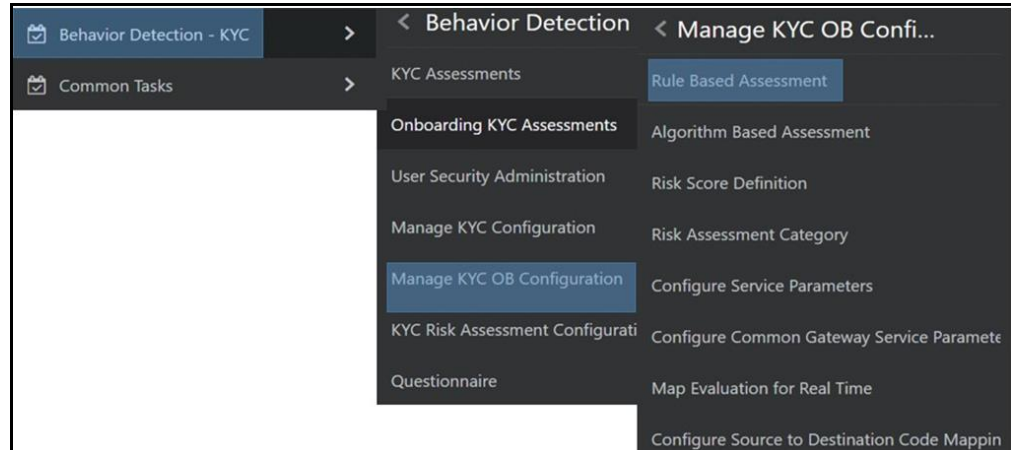 Behavior Detection - KYC >
Common Tasks >
< Behavior Detection
KYC Assessments
Onboarding KYC Assessments
User Security Administration
Manage KYC Configuration
Manage KYC OB Configuration
KYC Risk Assessment Configurati
Questionnaire
< Manage KYC OB Confi...
Rule Based Assessment
Algorithm Based Assessment
Risk Score Definition
Risk Assessment Category
Configure Service Parameters
Configure Common Gateway Service Paramete
Map Evaluation for Real Time
Configure Source to Destination Code Mappin